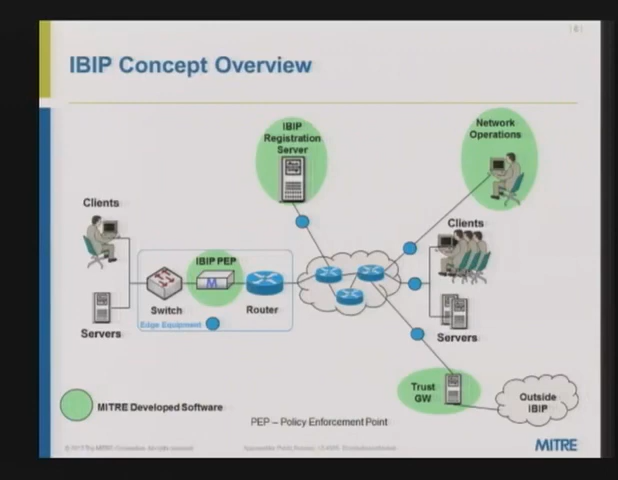 | 6 |
IBIP Concept Overview
IBIP
Registration
Server
Network
Operations
Clients
Clients
IBIP PEP
M
Switch
Router
Edge Equipment
Servers
Servers
Trust
GW
Outside
IBIP
MITRE Developed Software
PEP – Policy Enforcement Point
MITRE